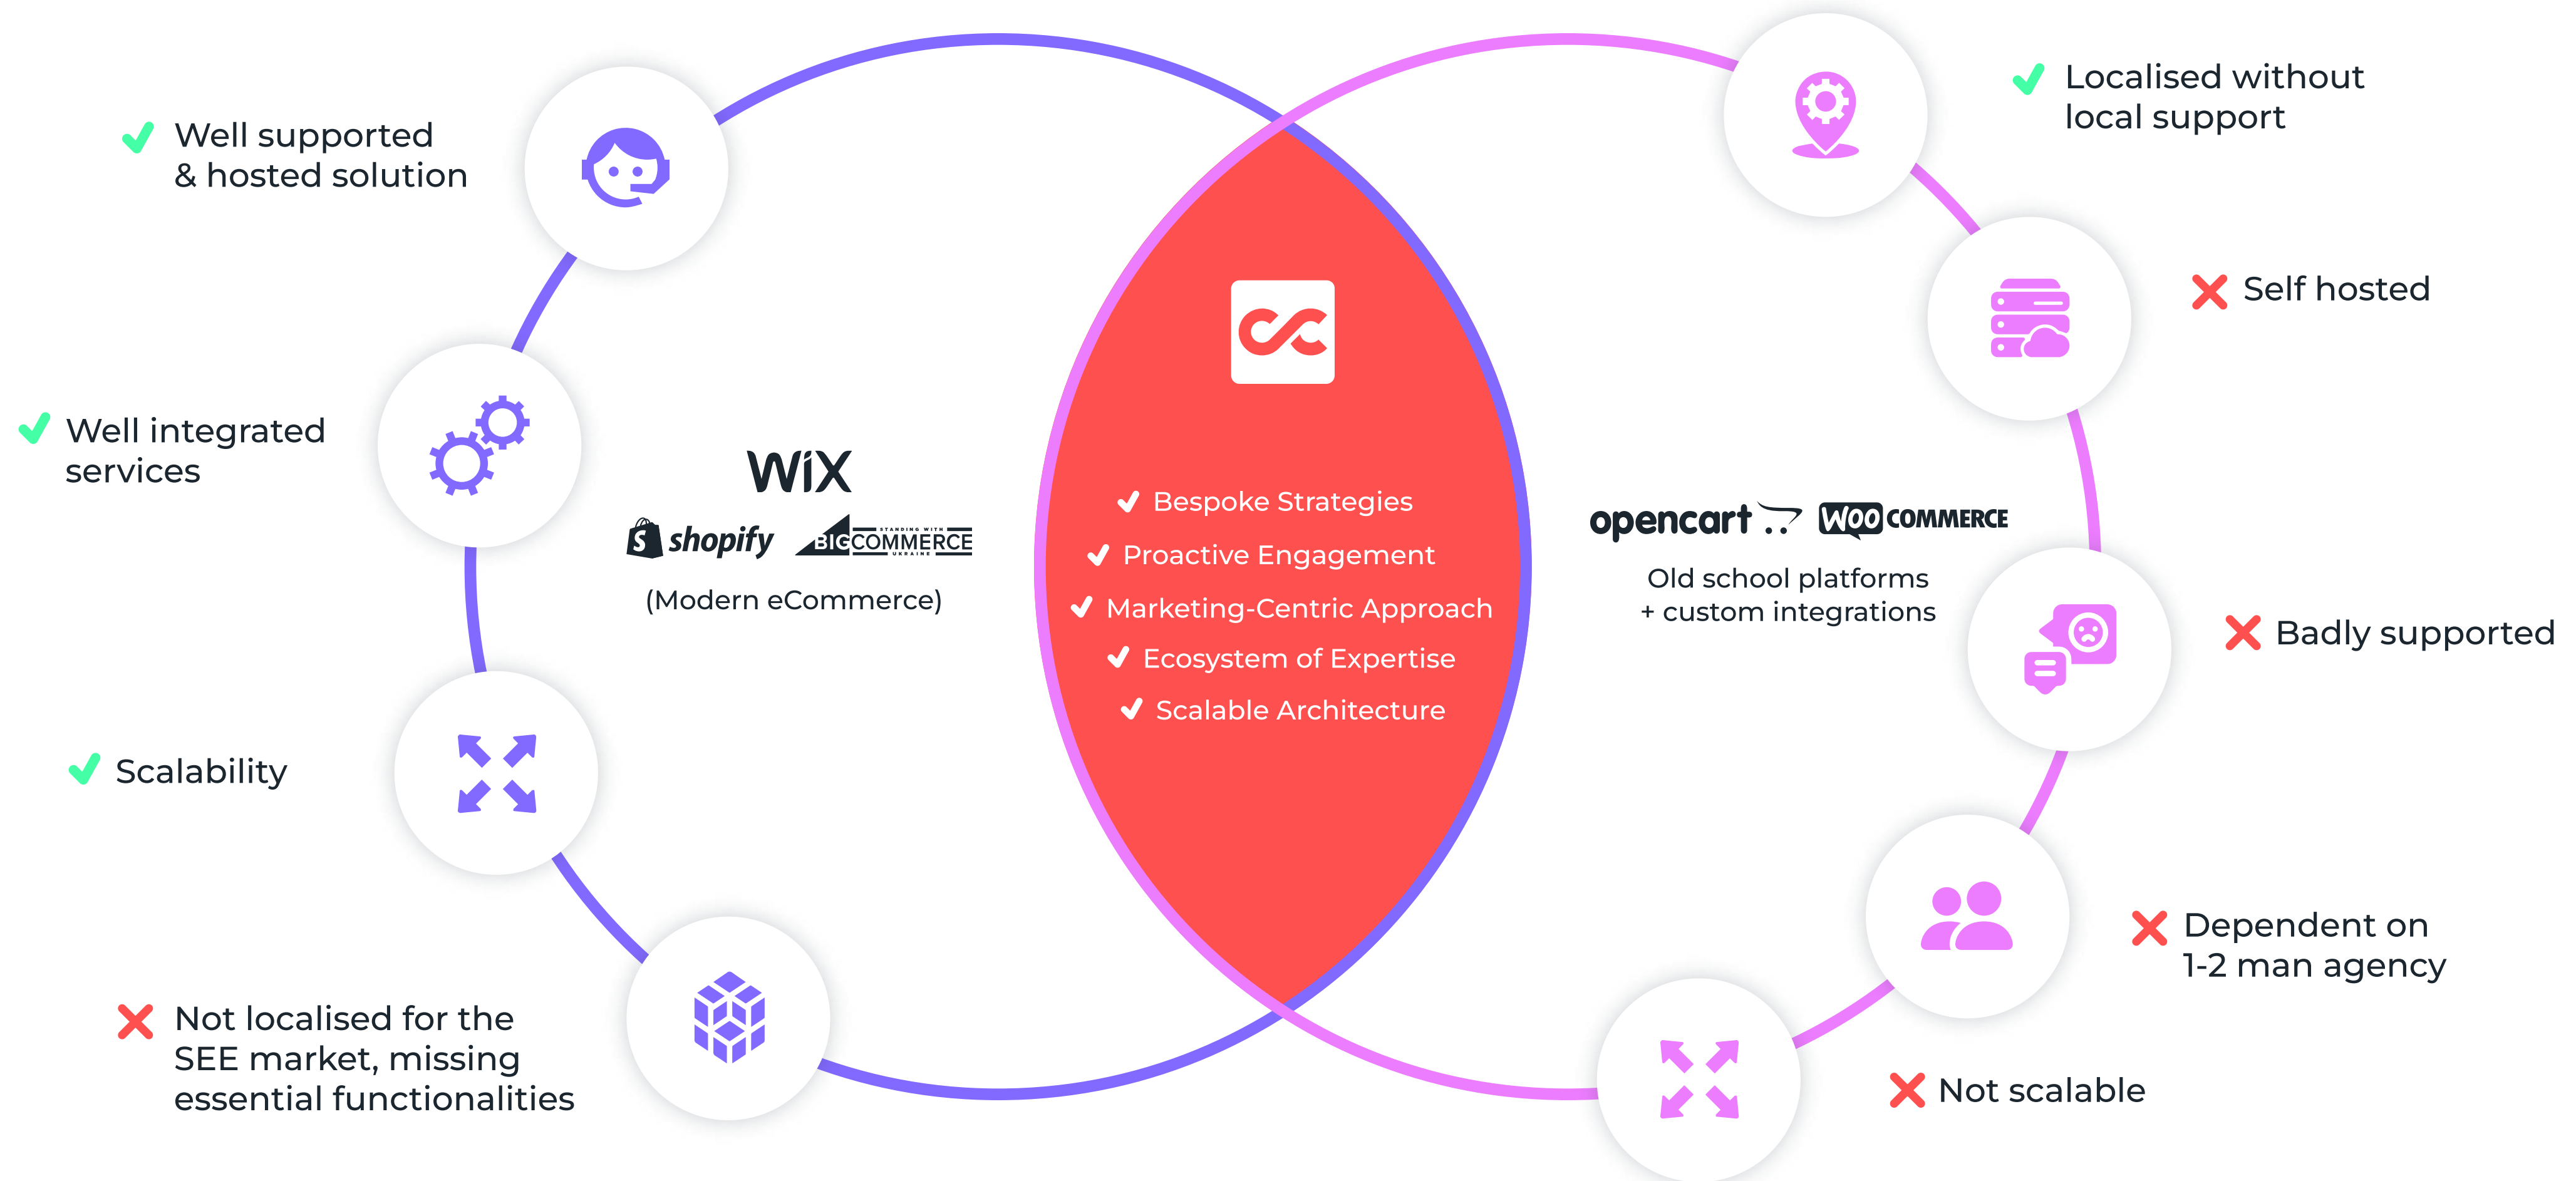 Well supported
& hosted solution
Well integrated
services
Scalability
Not localised for the
SEE market, missing
essential functionalities
WiX
shopify
STANDING WITH
BIGCOMMERCE
UKRAINE
(Modern eCommerce)
Bespoke Strategies
Proactive Engagement
Marketing-Centric Approach
Ecosystem of Expertise
Scalable Architecture
opencart
WOO COMMERCE
Old school platforms
+ custom integrations
Localised without
local support
Self hosted
Badly supported
Dependent on
1-2 man agency
Not scalable